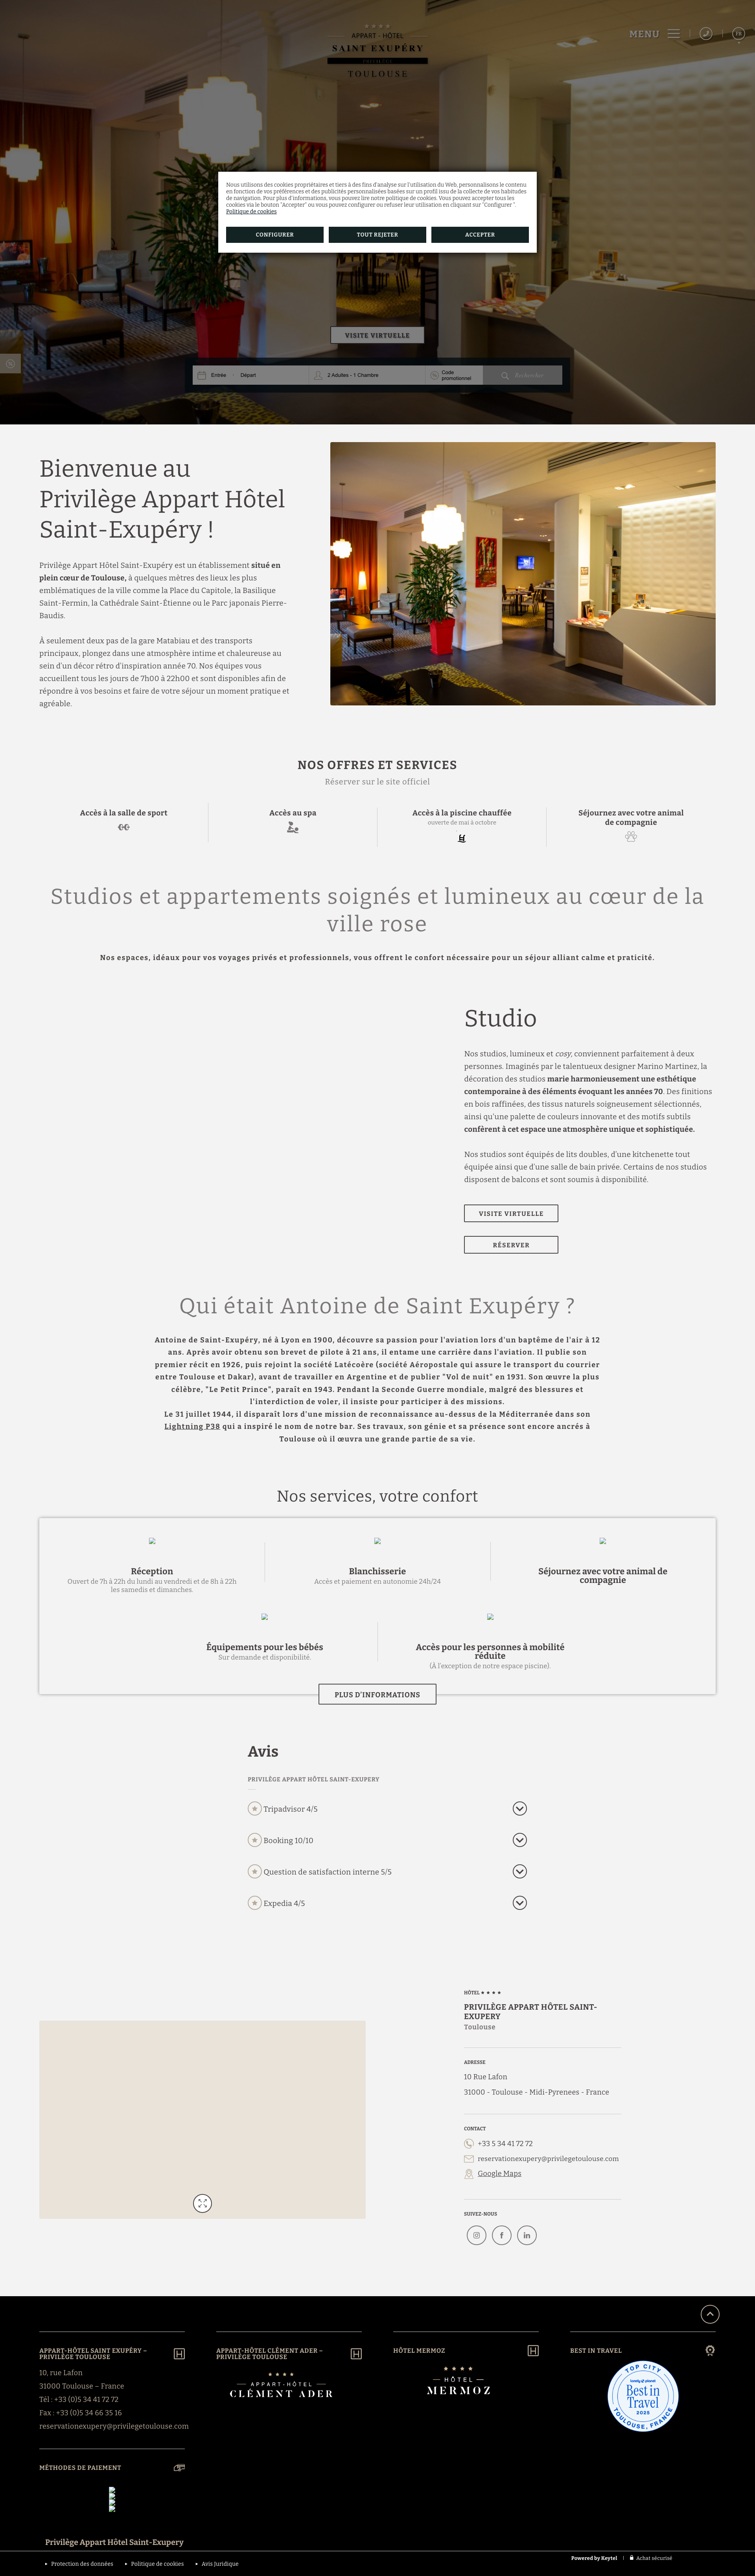 APPART - HÔTEL
SAINT EXUPÉRY
TOULOUSE
MENU
FR
Nous utilisons des cookies propriétaires et tiers à des fins d'analyse sur l'utilisation du Web, personnalisons le contenu
en fonction de vos préférences et des publicités personnalisées basées sur un profil issu de la collecte de vos habitudes
de navigation. Pour plus d'informations, vous pouvez lire notre politique de cookies. Vous pouvez accepter tous les
cookies via le bouton "Accepter" ou vous pouvez configurer ou refuser leur utilisation en cliquant sur "Configurer ".
Politique de cookies
CONFIGURER
TOUT REJETER
ACCEPTER
VISITE VIRTUELLE
Entrée
Départ
2 Adultes - 1 Chambre
Code
promotionnel
Rechercher
Bienvenue au
Privilège Appart Hôtel
Saint-Exupéry !
Privilège Appart Hôtel Saint-Exupéry est un établissement situé en
plein cœur de Toulouse, à quelques mètres des lieux les plus
emblématiques de la ville comme la Place du Capitole, la Basilique
Saint-Fermin, la Cathédrale Saint-Étienne ou le Parc japonais Pierre-
Baudis.
À seulement deux pas de la gare Matabiau et des transports
principaux, plongez dans une atmosphère intime et chaleureuse au
sein d'un décor rétro d'inspiration année 70. Nos équipes vous
accueillent tous les jours de 7h00 à 22h00 et sont disponibles afin de
répondre à vos besoins et faire de votre séjour un moment pratique et
agréable.
NOS OFFRES ET SERVICES
Réserver sur le site officiel
Accès à la salle de sport
Accès au spa
Accès à la piscine chauffée
ouverte de mai à octobre
Séjournez avec votre animal
de compagnie
Studios et appartements soignés et lumineux au cœur de la
ville rose
Nos espaces, idéaux pour vos voyages privés et professionnels, vous offrent le confort nécessaire pour un séjour alliant calme et praticité.
Studio
Nos studios, lumineux et cosy, conviennent parfaitement à deux
personnes. Imaginés par le talentueux designer Marino Martinez, la
décoration des studios marie harmonieusement une esthétique
contemporaine à des éléments évoquant les années 70. Des finitions
en bois raffinées, des tissus naturels soigneusement sélectionnés,
ainsi qu'une palette de couleurs innovante et des motifs subtils
confèrent à cet espace une atmosphère unique et sophistiquée.
Nos studios sont équipés de lits doubles, d'une kitchenette tout
équipée ainsi que d'une salle de bain privée. Certains de nos studios
disposent de balcons et sont soumis à disponibilité.
VISITE VIRTUELLE
RÉSERVER
Qui était Antoine de Saint Exupéry ?
Antoine de Saint-Exupéry, né à Lyon en 1900, découvre sa passion pour l'aviation lors d'un baptême de l'air à 12
ans. Après avoir obtenu son brevet de pilote à 21 ans, il entame une carrière dans l'aviation. Il publie son
premier récit en 1926, puis rejoint la société Latécoère (société Aéropostale qui assure le transport du courrier
entre Toulouse et Dakar), avant de travailler en Argentine et de publier "Vol de nuit" en 1931. Son œuvre la plus
célèbre, "Le Petit Prince", paraît en 1943. Pendant la Seconde Guerre mondiale, malgré des blessures et
l'interdiction de voler, il insiste pour participer à des missions.
Le 31 juillet 1944, il disparaît lors d'une mission de reconnaissance au-dessus de la Méditerranée dans son
Lightning P38 qui a inspiré le nom de notre bar. Ses travaux, son génie et sa présence sont encore ancrés à
Toulouse où il œuvra une grande partie de sa vie.
Nos services, votre confort
Réception
Ouvert de 7h à 22h du lundi au vendredi et de 8h à 22h
les samedis et dimanches.
Blanchisserie
Accès et paiement en autonomie 24h/24
Séjournez avec votre animal de
compagnie
Équipements pour les bébés
Sur demande et disponibilité.
Accès pour les personnes à mobilité
réduite
(À l'exception de notre espace piscine).
PLUS D'INFORMATIONS
Avis
PRIVILÈGE APPART HÔTEL SAINT-EXUPERY
Tripadvisor 4/5
Booking 10/10
Question de satisfaction interne 5/5
Expedia 4/5
HÔTEL ★ ★ ★ ★
PRIVILÈGE APPART HÔTEL SAINT-
EXUPERY
Toulouse
ADRESSE
10 Rue Lafon
31000 - Toulouse - Midi-Pyrenees - France
CONTACT
+33 5 34 41 72 72
reservationexupery@privilegetoulouse.com
Google Maps
SUIVEZ-NOUS
APPART-HÔTEL SAINT EXUPÉRY –
PRIVILÈGE TOULOUSE
10, rue Lafon
31000 Toulouse – France
Tél : +33 (0)5 34 41 72 72
Fax : +33 (0)5 34 66 35 16
reservationexupery@privilegetoulouse.com
APPART-HÔTEL CLÉMENT ADER –
PRIVILÈGE TOULOUSE
APPART-HÔTEL
CLÉMENT ADER
HÔTEL MERMOZ
HÔTEL
MERMOZ
BEST IN TRAVEL
TOP CITY
lonely planet
Best in
Travel
2025
TOULOUSE, FRANCE
MÉTHODES DE PAIEMENT
Privilège Appart Hôtel Saint-Exupery
Protection des données
Politique de cookies
Avis Juridique
Powered by Keytel
Achat sécurisé